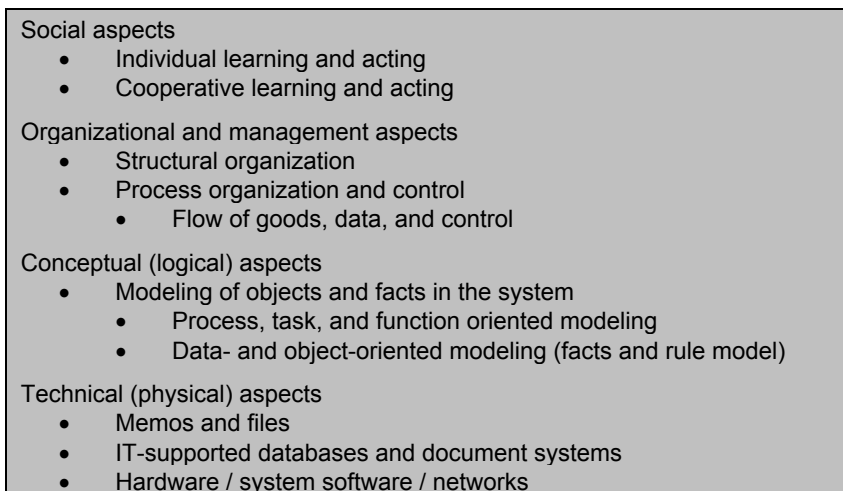 Social aspects
• Individual learning and acting
• Cooperative learning and acting
Organizational and management aspects
• Structural organization
• Process organization and control
• Flow of goods, data, and control
Conceptual (logical) aspects
• Modeling of objects and facts in the system
• Process, task, and function oriented modeling
• Data- and object-oriented modeling (facts and rule model)
Technical (physical) aspects
• Memos and files
• IT-supported databases and document systems
• Hardware / system software / networks